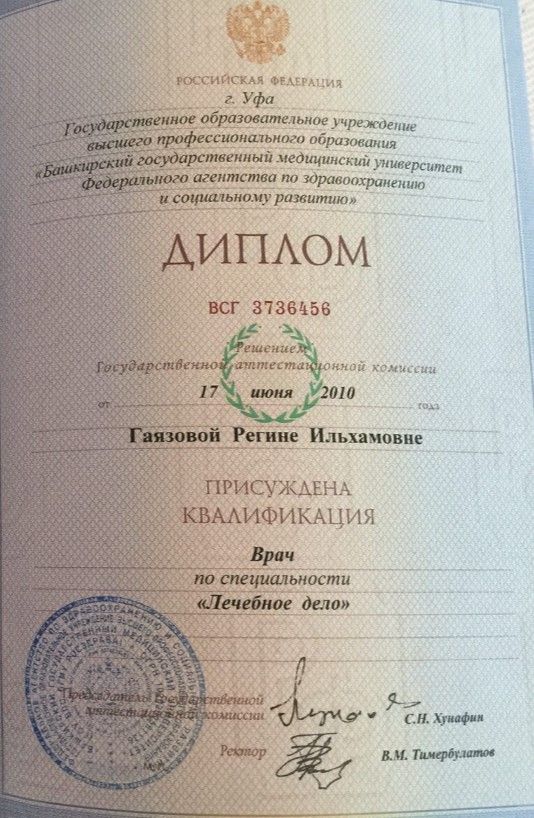 РОССИЙСКАЯ ФЕДЕРАЦИЯ
г. Уфа
Государственное образовательное учреждение
высшего профессионального образования
«Башкирский государственный медицинский университет
Федерального агентства по здравоохранению
и социальному развитию»
ДИПЛОМ
ВСГ 3736456
Решением
Государственной аттестационной комиссии
от 17 июня 2010 года
Гаязовой Регине Ильхамовне
ПРИСУЖДЕНА
КВАЛИФИКАЦИЯ
Врач
по специальности
«Лечебное дело»
Председатель Государственной
аттестационной комиссии
С.Н. Хунафин
Ректор
В.М. Тимербулатов